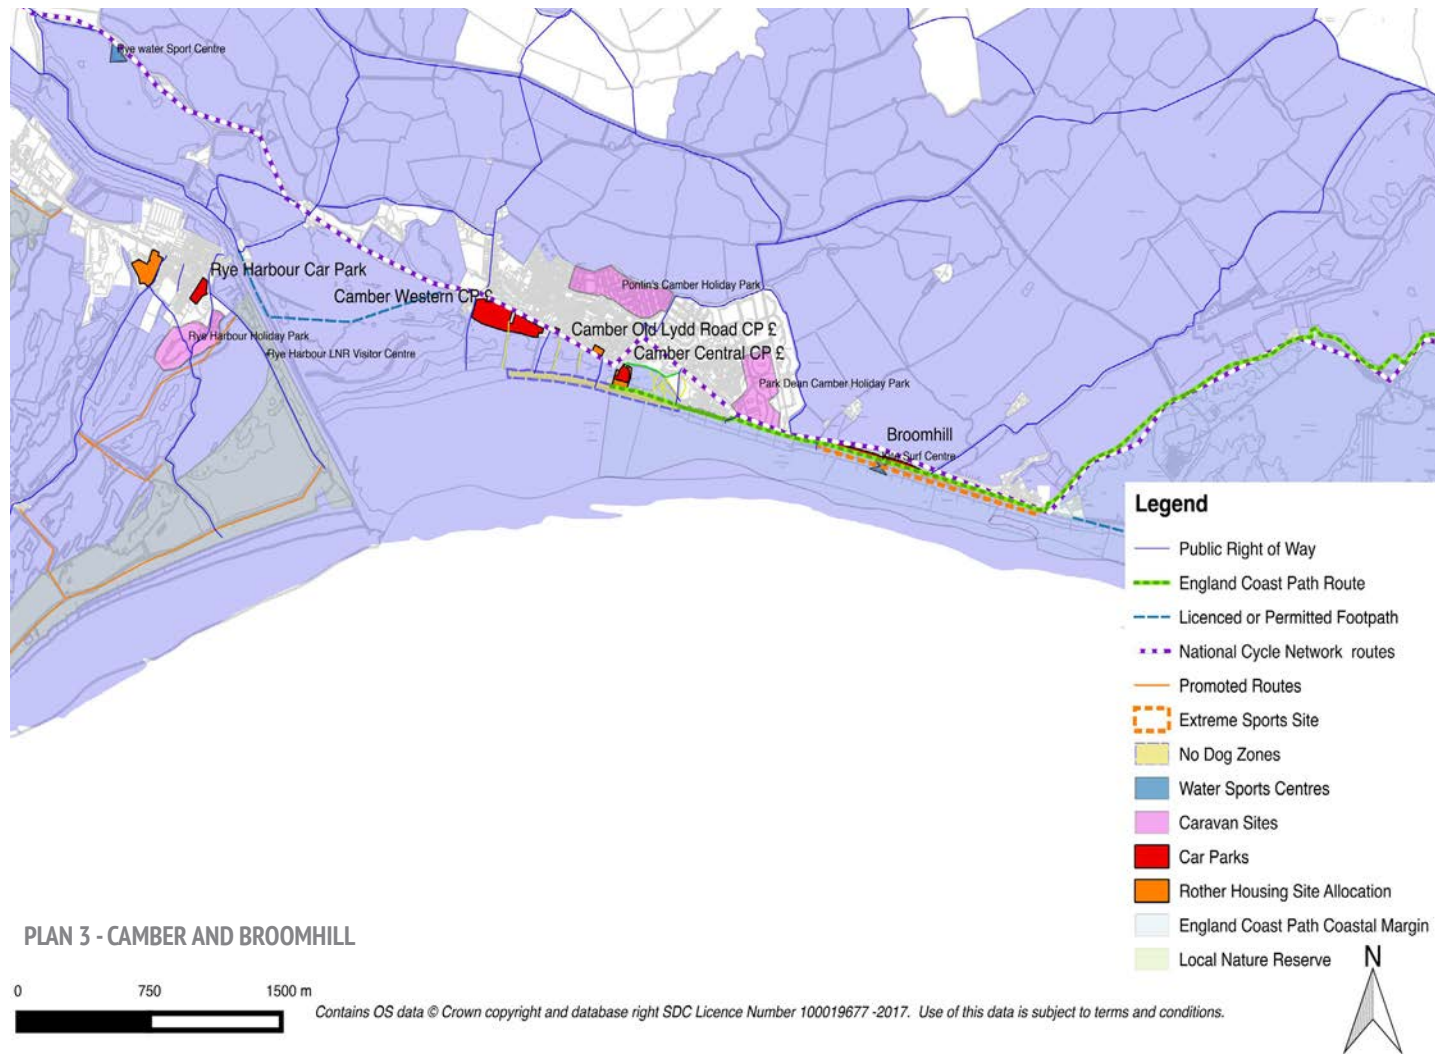 Rye water Sport Centre
Rye Harbour Car Park
Pontin's Camber Holiday Park
Camber Western CP £
Camber Old Lydd Road CP £
Rye Harbour Holiday Park
Camber Central CP £
Rye Harbour LNR Visitor Centre
Park Dean Camber Holiday Park
Broomhill
Kite Surf Centre
Legend
Public Right of Way
England Coast Path Route
Licenced or Permitted Footpath
National Cycle Network routes
Promoted Routes
Extreme Sports Site
No Dog Zones
Water Sports Centres
Caravan Sites
Car Parks
Rother Housing Site Allocation
England Coast Path Coastal Margin
Local Nature Reserve
N
PLAN 3 - CAMBER AND BROOMHILL
0 750 1500 m
Contains OS data © Crown copyright and database right SDC Licence Number 100019677 -2017. Use of this data is subject to terms and conditions.